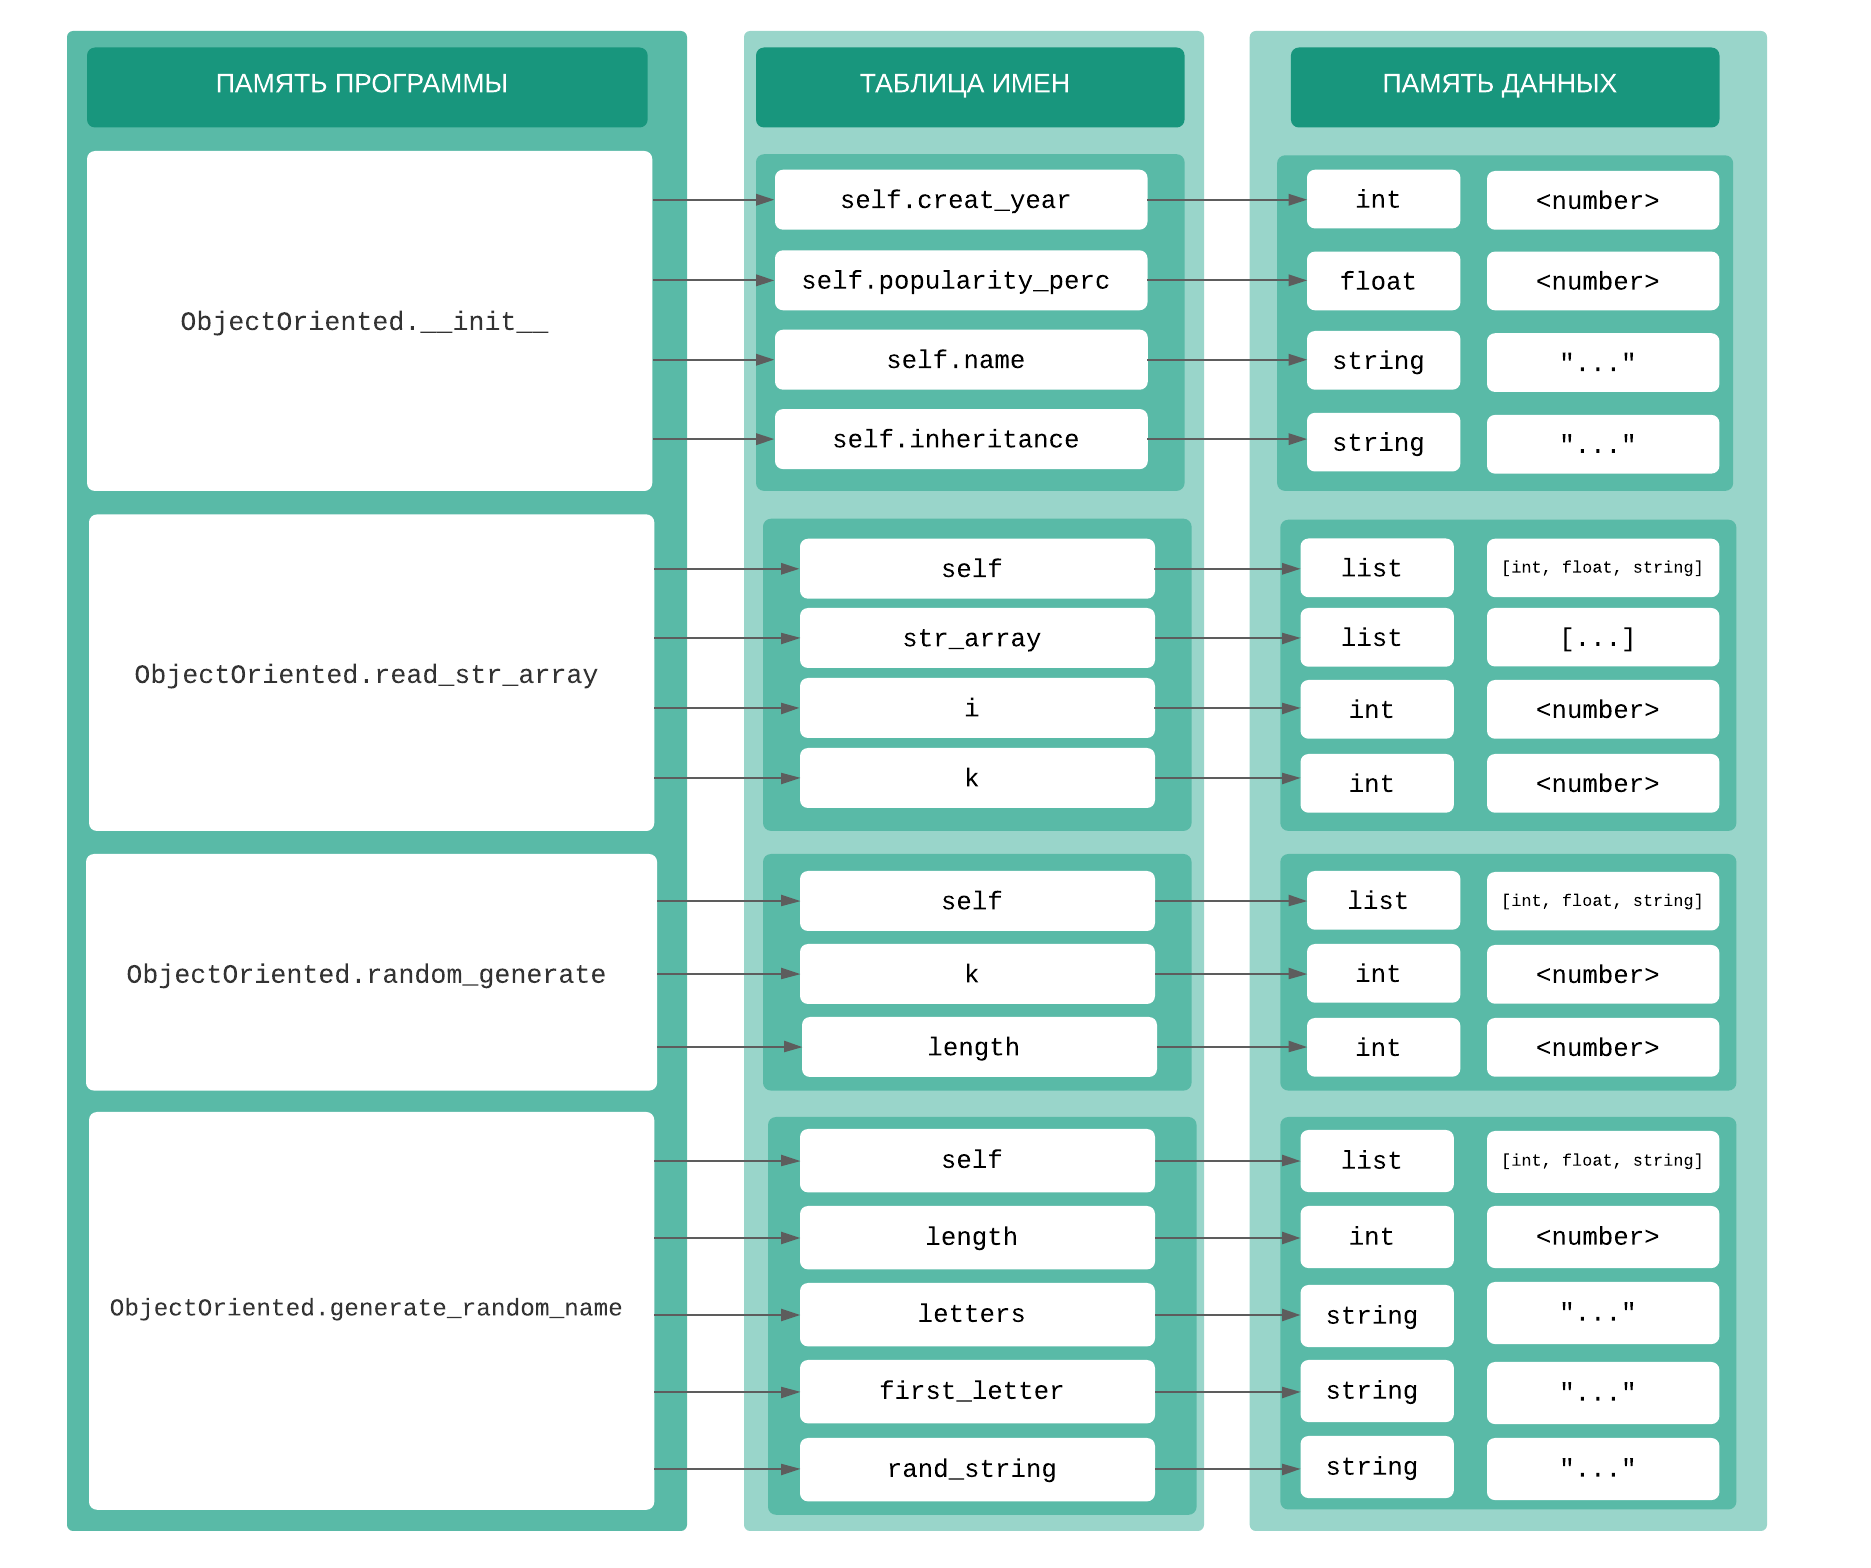 ПАМЯТЬ ПРОГРАММЫ
ТАБЛИЦА ИМЕН
ПАМЯТЬ ДАННЫХ
ObjectOriented.__init__
self.creat_year
int
<number>
self.popularity_perc
float
<number>
self.name
string
"..."
self.inheritance
string
"..."
ObjectOriented.read_str_array
self
list
[int, float, string]
str_array
list
[...]
i
int
<number>
k
int
<number>
ObjectOriented.random_generate
self
list
[int, float, string]
k
int
<number>
length
int
<number>
ObjectOriented.generate_random_name
self
list
[int, float, string]
length
int
<number>
letters
string
"..."
first_letter
string
"..."
rand_string
string
"..."